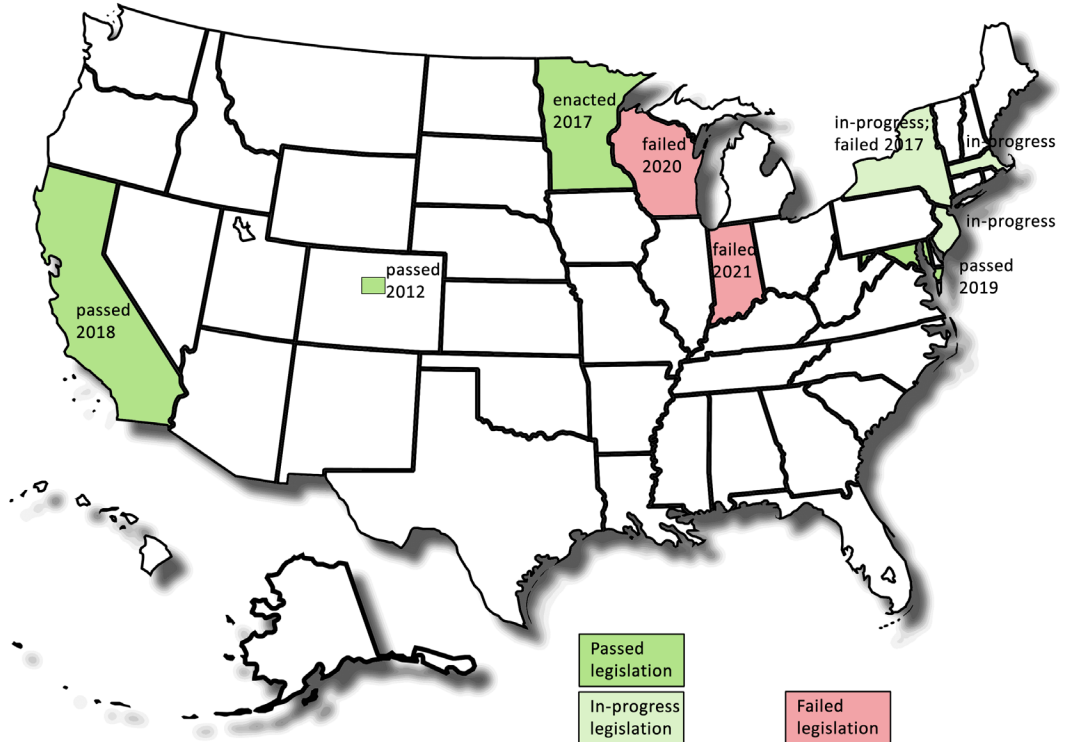 enacted
2017
in-progress;
failed 2017
in-progress
failed
2020
in-progress
failed
2021
passed
2012
passed
2019
passed
2018
Passed
legislation
In-progress
legislation
Failed
legislation